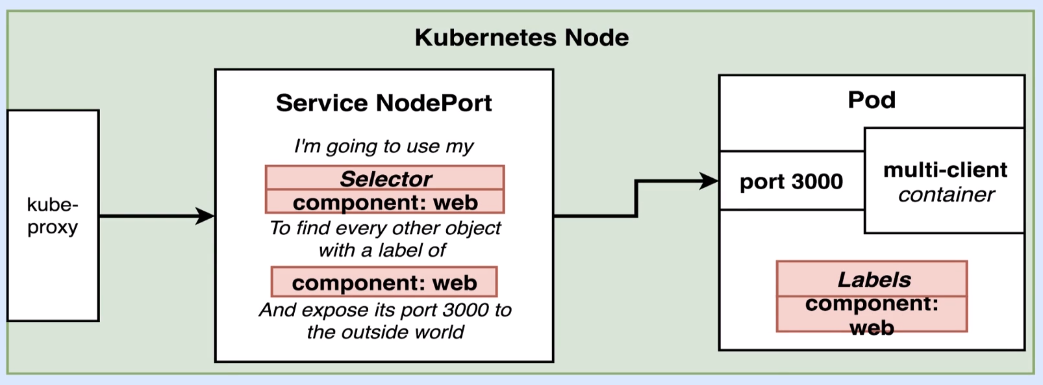 Kubernetes Node
kube-
proxy
Service NodePort
I'm going to use my
Selector
component: web
To find every other object
with a label of
component: web
And expose its port 3000 to
the outside world
Pod
port 3000
multi-client
container
Labels
component:
web